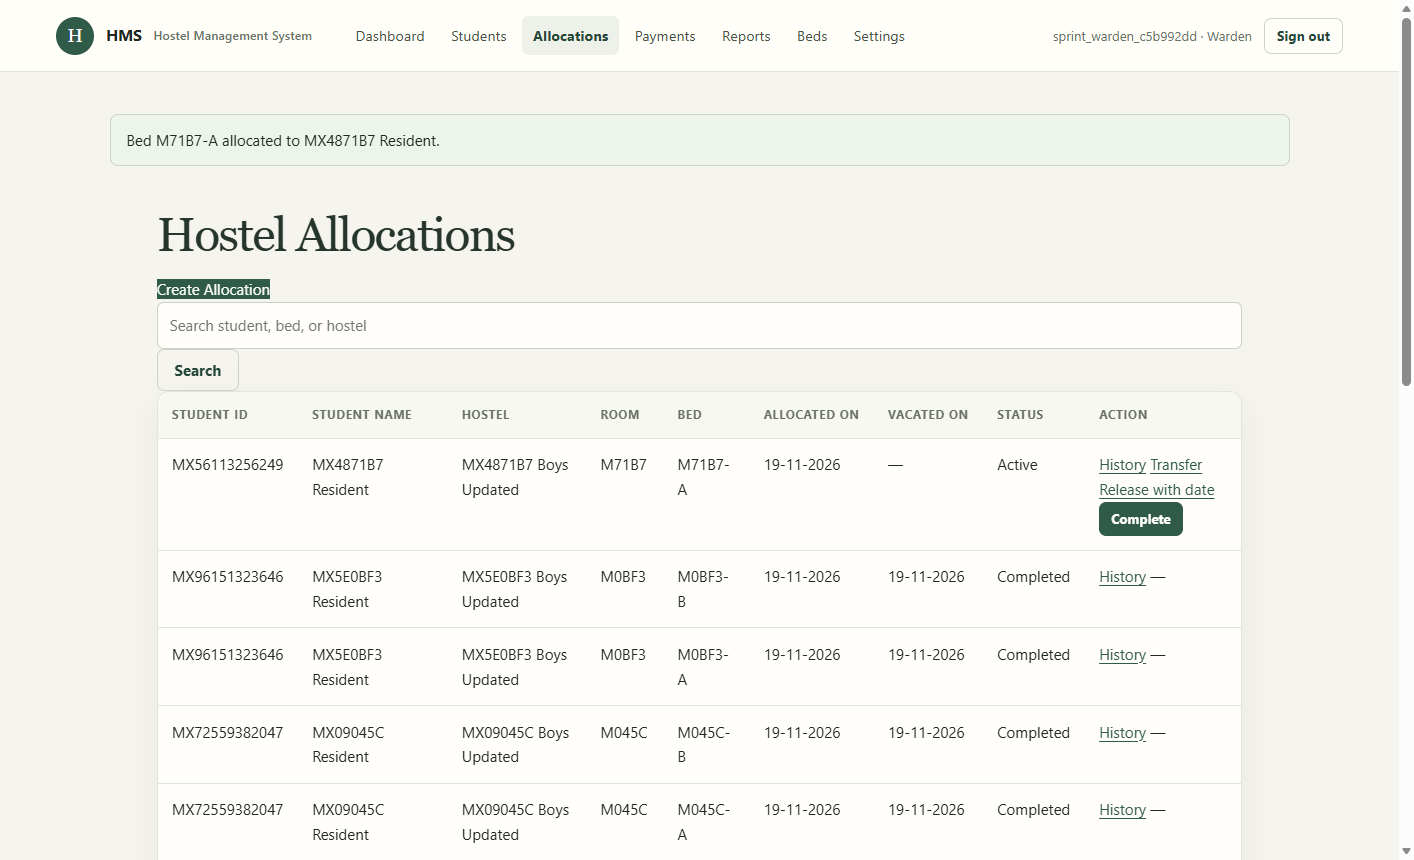 H HMS Hostel Management System Dashboard Students Allocations Payments Reports Beds Settings sprint_warden_c5b992dd · Warden Sign out
Bed M71B7-A allocated to MX4871B7 Resident.
Hostel Allocations
Create Allocation
Search student, bed, or hostel
Search
STUDENT ID STUDENT NAME HOSTEL ROOM BED ALLOCATED ON VACATED ON STATUS ACTION
MX56113256249 MX4871B7 MX4871B7 Boys M71B7 M71B7- 19-11-2026 — Active History Transfer
Resident Updated A Release with date
Complete
MX96151323646 MX5E0BF3 MX5E0BF3 Boys M0BF3 M0BF3- 19-11-2026 19-11-2026 Completed History —
Resident Updated B
MX96151323646 MX5E0BF3 MX5E0BF3 Boys M0BF3 M0BF3- 19-11-2026 19-11-2026 Completed History —
Resident Updated A
MX72559382047 MX09045C MX09045C Boys M045C M045C- 19-11-2026 19-11-2026 Completed History —
Resident Updated B
MX72559382047 MX09045C MX09045C Boys M045C M045C- 19-11-2026 19-11-2026 Completed History —
Resident Updated A